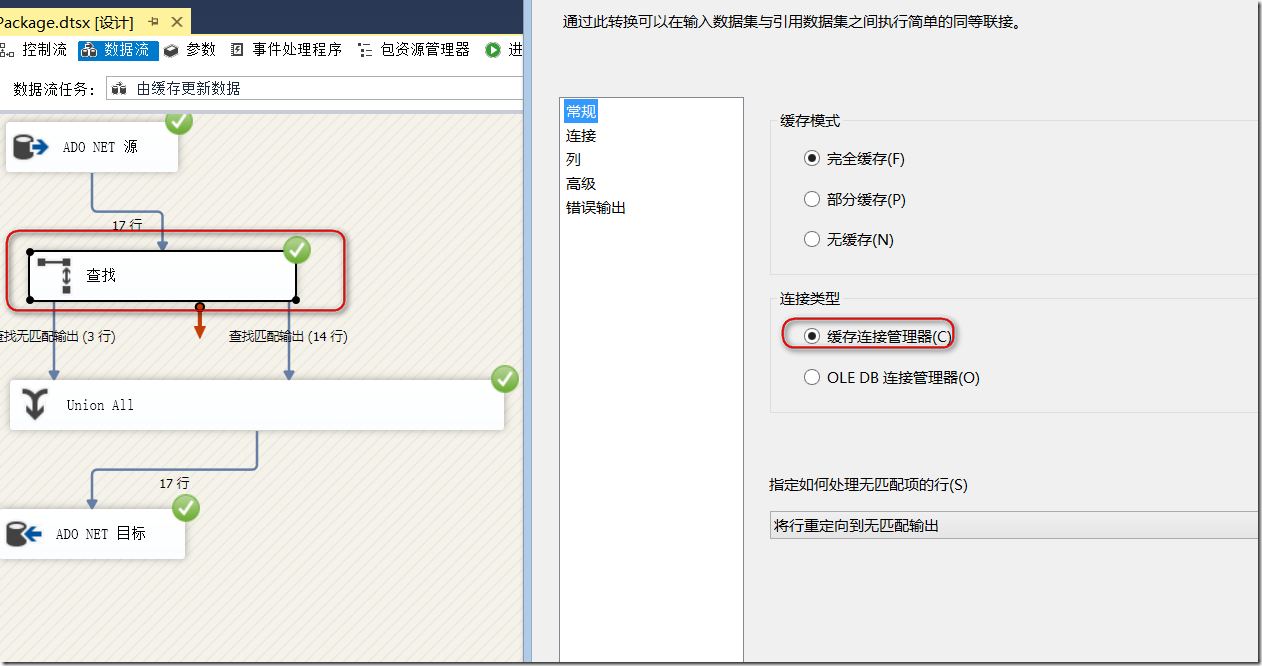 Package.dtsx [设计]
控制流 数据流 参数 事件处理程序 包资源管理器 进
数据流任务： 由缓存更新数据
ADO NET 源
17 行
查找
查找无匹配输出 (3 行) 查找匹配输出 (14 行)
Union All
17 行
ADO NET 目标
通过此转换可以在输入数据集与引用数据集之间执行简单的同等联接。
常规
连接
列
高级
错误输出
缓存模式
完全缓存(F)
部分缓存(P)
无缓存(N)
连接类型
缓存连接管理器(C)
OLE DB 连接管理器(O)
指定如何处理无匹配项的行(S)
将行重定向到无匹配输出